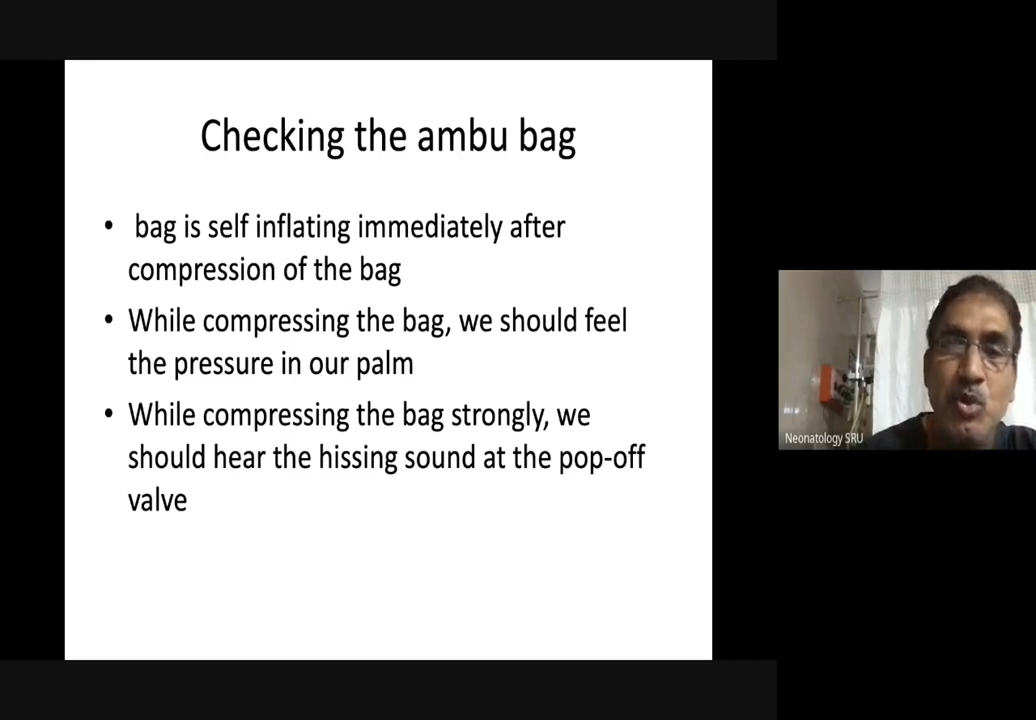 Checking the ambu bag
• bag is self inflating immediately after
compression of the bag
• While compressing the bag, we should feel
the pressure in our palm
• While compressing the bag strongly, we
should hear the hissing sound at the pop-off
valve
Neonatology SRU